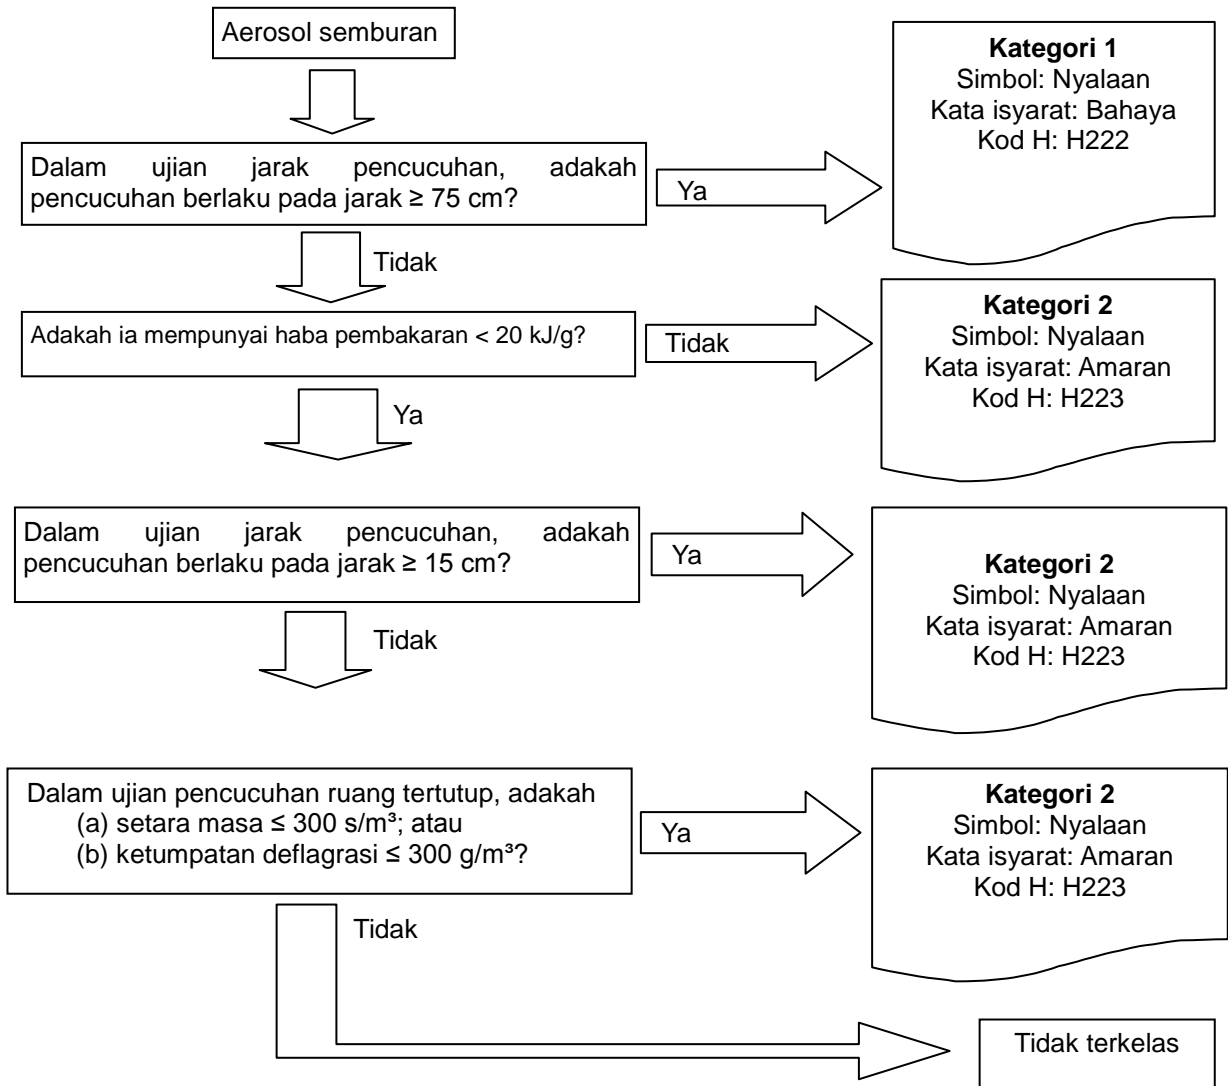 Aerosol semburan
Kategori 1
Simbol: Nyalaan
Kata isyarat: Bahaya
Kod H: H222
Dalam ujian jarak pencucuhan, adakah
pencucuhan berlaku pada jarak ≥ 75 cm?
Ya
Tidak
Kategori 2
Simbol: Nyalaan
Kata isyarat: Amaran
Kod H: H223
Adakah ia mempunyai haba pembakaran < 20 kJ/g?
Tidak
Ya
Dalam ujian jarak pencucuhan, adakah
pencucuhan berlaku pada jarak ≥ 15 cm?
Ya
Kategori 2
Simbol: Nyalaan
Kata isyarat: Amaran
Kod H: H223
Tidak
Dalam ujian pencucuhan ruang tertutup, adakah
(a) setara masa ≤ 300 s/m³; atau
(b) ketumpatan deflagrasi ≤ 300 g/m³?
Ya
Kategori 2
Simbol: Nyalaan
Kata isyarat: Amaran
Kod H: H223
Tidak
Tidak terkelas